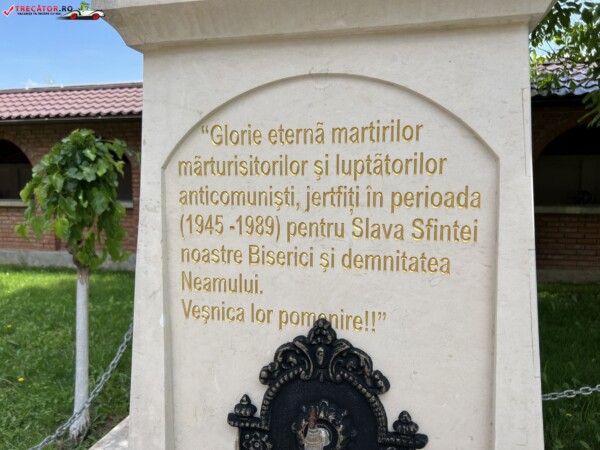 TRECĂTOR.RO
“Glorie eternă martirilor
mărturisitorilor şi luptătorilor
anticomunişti, jertfiţi în perioada
(1945 -1989) pentru Slava Sfintei
noastre Biserici şi demnitatea
Neamului.
Veşnica lor pomenire!!”